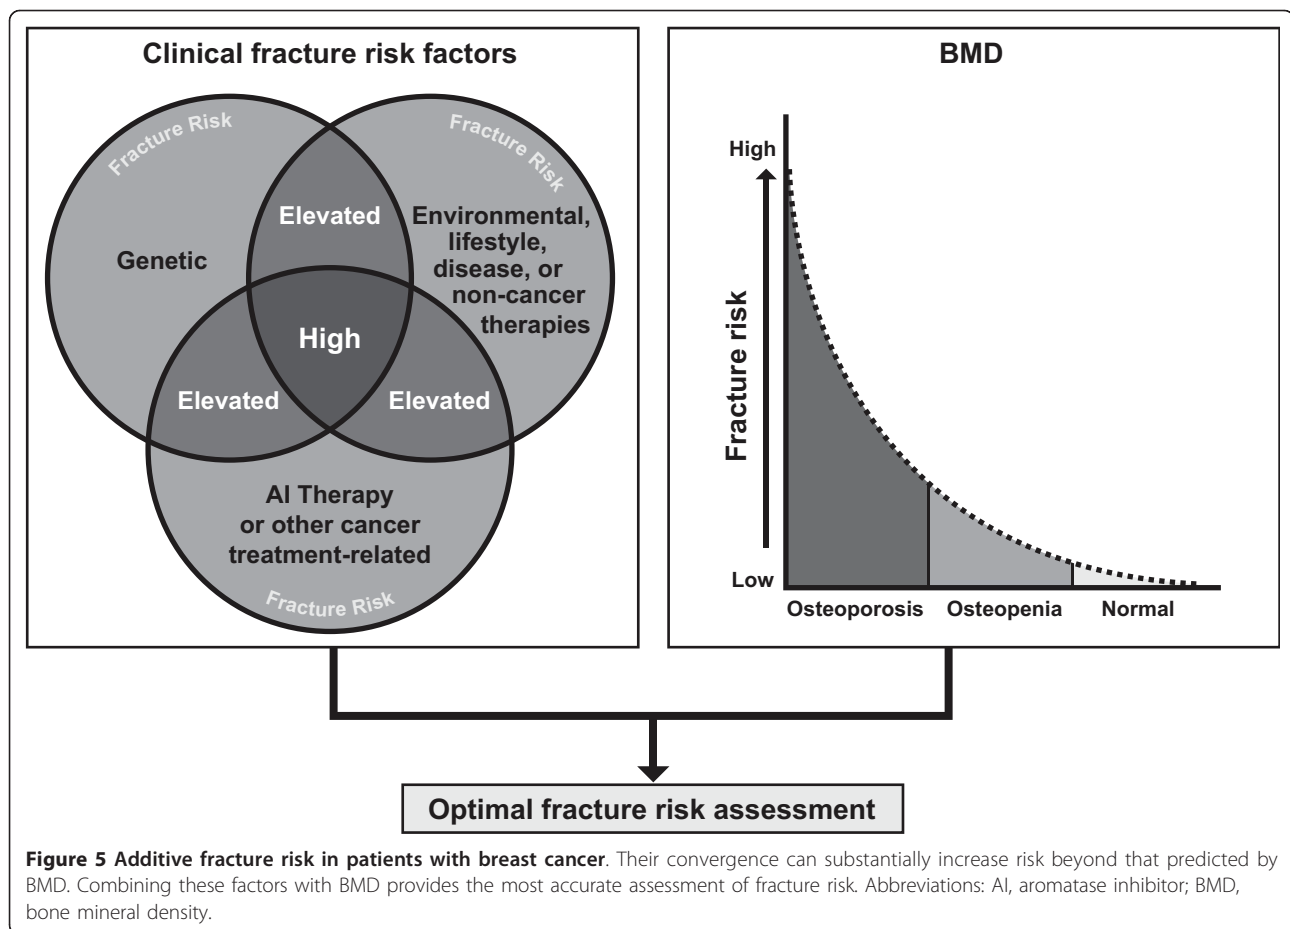 Clinical fracture risk factors
Fracture Risk
Fracture Risk
Elevated
Genetic
Environmental,
lifestyle,
disease, or
non-cancer
therapies
High
Elevated
Elevated
AI Therapy
or other cancer
treatment-related
Fracture Risk
BMD
High
Fracture risk
Low
Osteoporosis
Osteopenia
Normal
Optimal fracture risk assessment
Figure 5 Additive fracture risk in patients with breast cancer. Their convergence can substantially increase risk beyond that predicted by
BMD. Combining these factors with BMD provides the most accurate assessment of fracture risk. Abbreviations: AI, aromatase inhibitor; BMD,
bone mineral density.